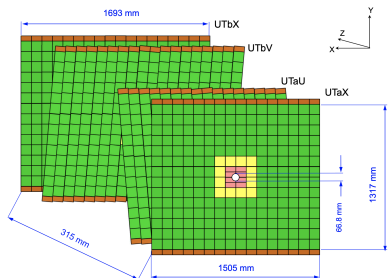 1693 mm
UTbX
Y
Z
X
UTbV
UTaU
UTaX
66.8 mm
1317 mm
315 mm
1505 mm